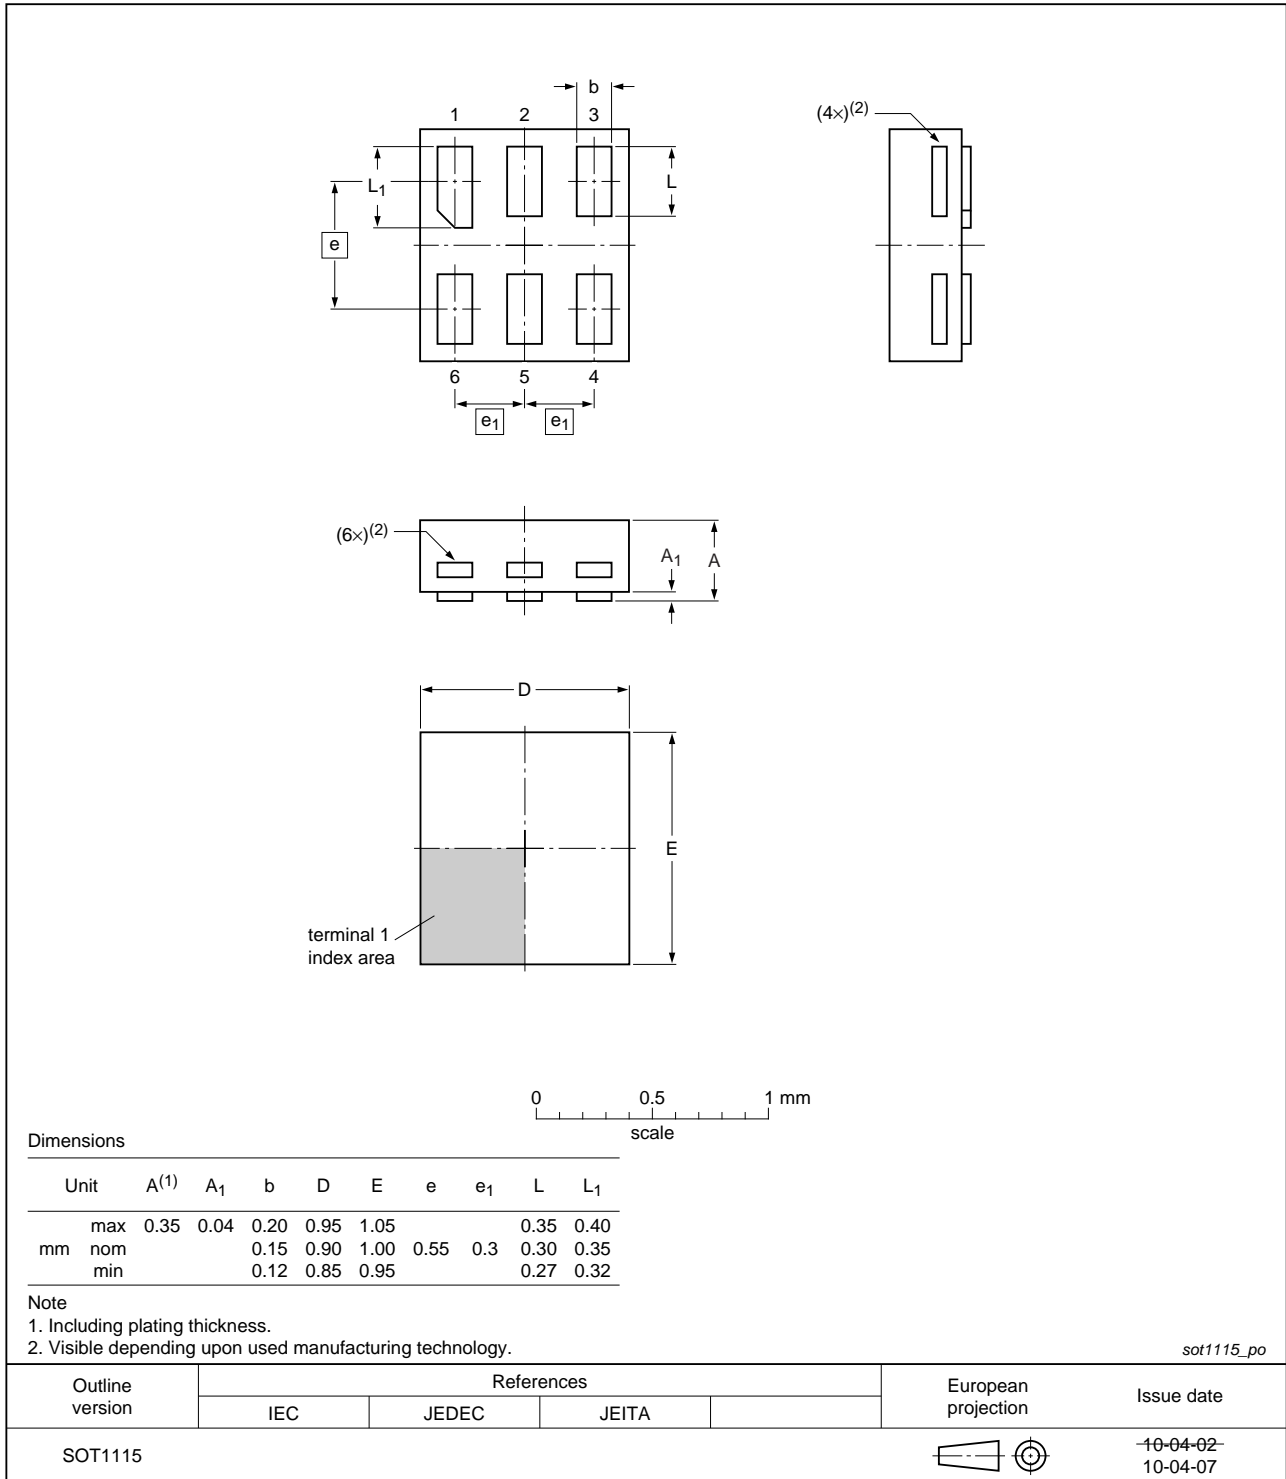 b
1 2 3
(4×)(2)
L1
L
e
6 5 4
e1 e1
(6×)(2)
A1 A
D
E
terminal 1
index area
0 0.5 1 mm
scale
Dimensions
Unit A(1) A1 b D E e e1 L L1
max 0.35 0.04 0.20 0.95 1.05 0.35 0.40
mm nom 0.15 0.90 1.00 0.55 0.3 0.30 0.35
min 0.12 0.85 0.95 0.27 0.32
Note
1. Including plating thickness.
2. Visible depending upon used manufacturing technology.
sot1115_po
Outline
version
References
IEC JEDEC JEITA
European
projection
Issue date
SOT1115
10-04-02
10-04-07